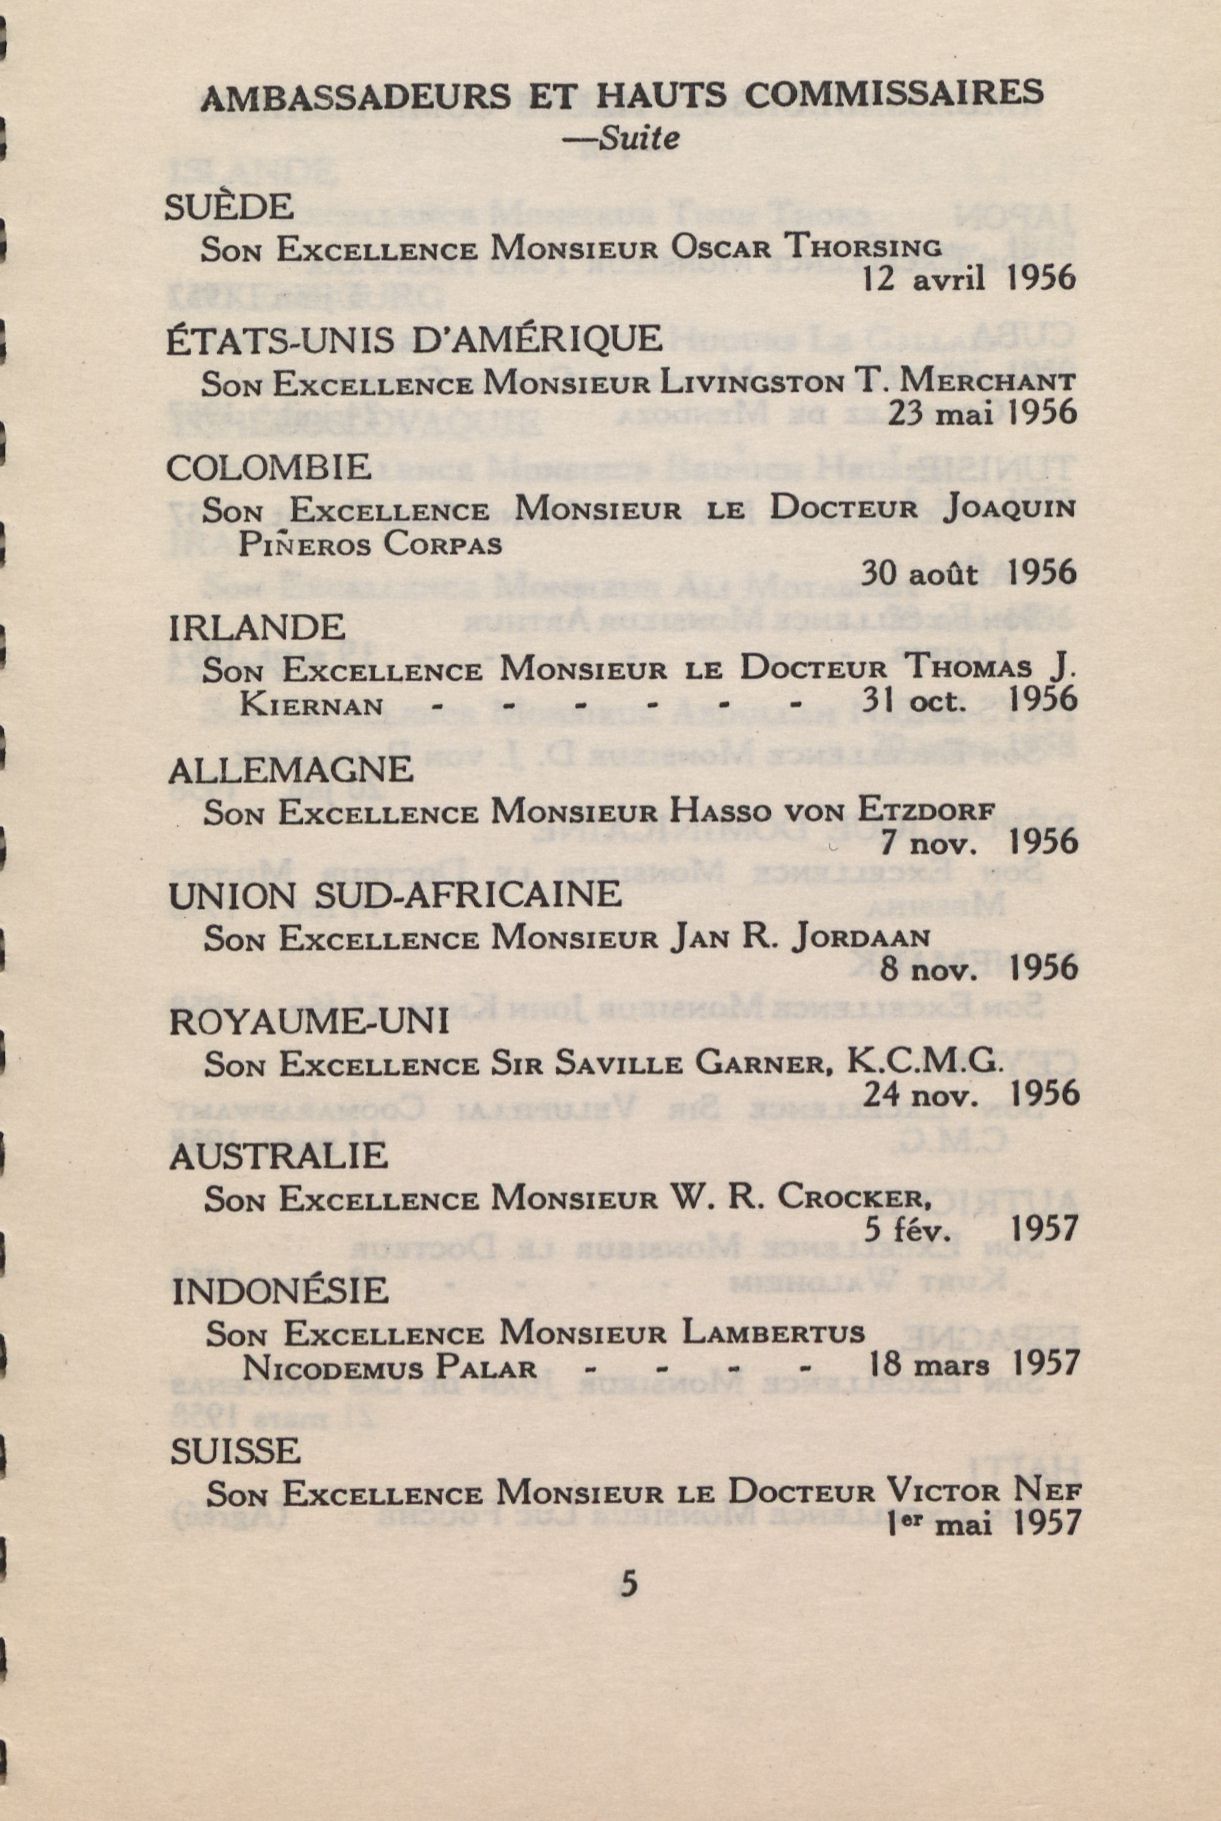 AMBASSADEURS ET HAUTS COMMISSAIRES
—Suite
SUÈDE
SON EXCELLENCE MONSIEUR OSCAR THORSING
12 avril 1956
ÉTATS-UNIS D'AMÉRIQUE
SON EXCELLENCE MONSIEUR LIVINGSTON T. MERCHANT
23 mai 1956
COLOMBIE
SON EXCELLENCE MONSIEUR LE DOCTEUR JOAQUIN
PIÑEROS CORPAS
30 août 1956
IRLANDE
SON EXCELLENCE MONSIEUR LE DOCTEUR THOMAS J.
KIERNAN - - - - - - 31 oct. 1956
ALLEMAGNE
SON EXCELLENCE MONSIEUR HASSO VON ETZDORF
7 nov. 1956
UNION SUD-AFRICAINE
SON EXCELLENCE MONSIEUR JAN R. JORDAAN
8 nov. 1956
ROYAUME-UNI
SON EXCELLENCE SIR SAVILLE GARNER, K.C.M.G.
24 nov. 1956
AUSTRALIE
SON EXCELLENCE MONSIEUR W. R. CROCKER,
5 fév. 1957
INDONÉSIE
SON EXCELLENCE MONSIEUR LAMBERTUS
NICODEMUS PALAR - - - - 18 mars 1957
SUISSE
SON EXCELLENCE MONSIEUR LE DOCTEUR VICTOR NEF
1er mai 1957
5